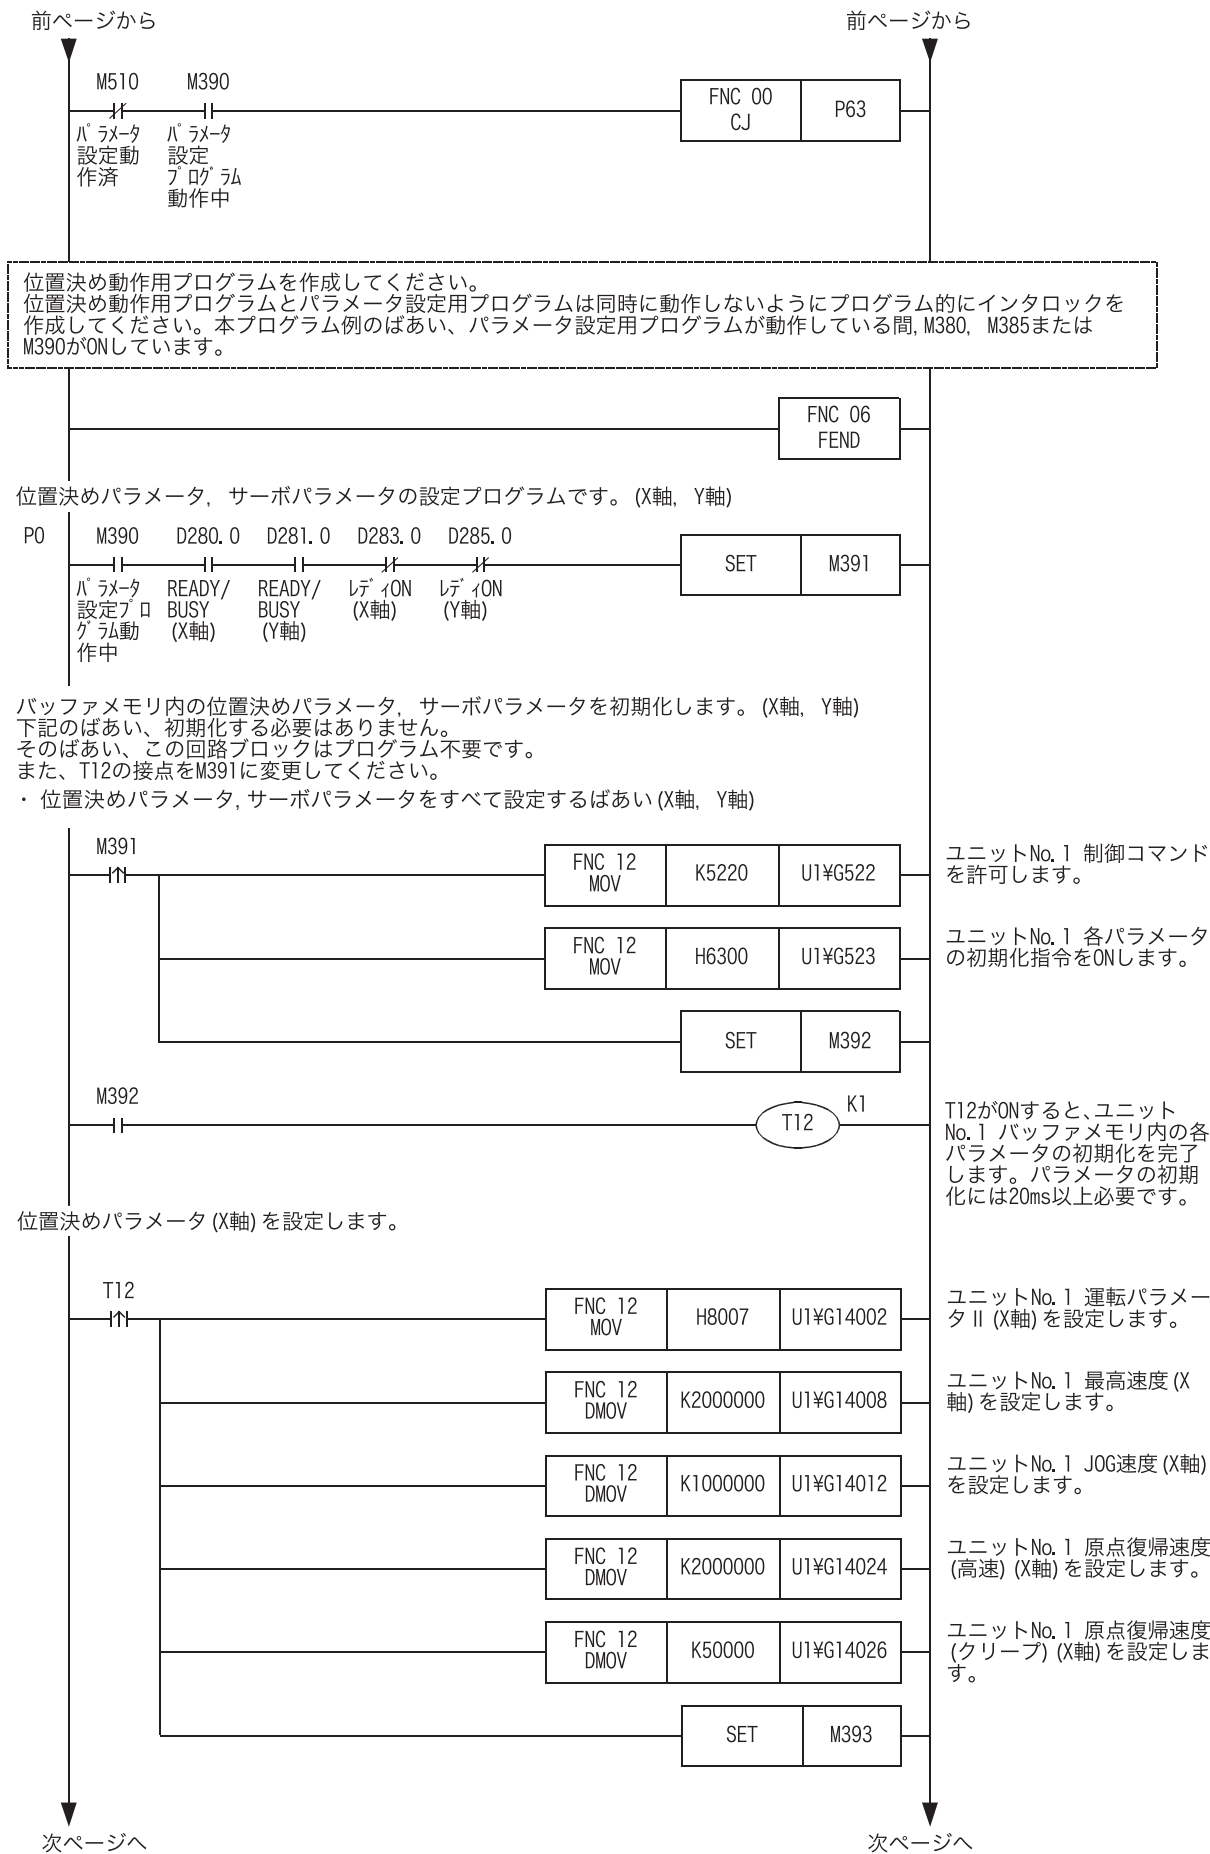 前ページから 前ページから
M510 M390
FNC 00
CJ
P63
パラメータ
設定動
作済
パラメータ
設定
プログラム
動作中
位置決め動作用プログラムを作成してください。
位置決め動作用プログラムとパラメータ設定用プログラムは同時に動作しないようにプログラム的にインタロックを
作成してください。本プログラム例のばあい、パラメータ設定用プログラムが動作している間, M380, M385または
M390がONしています。
FNC 06
FEND
位置決めパラメータ, サーボパラメータの設定プログラムです。(X軸, Y軸)
P0 M390 D280.0 D281.0 D283.0 D285.0
SET M391
パラメータ
設定プロ
グラム動
作中
READY/
BUSY
(X軸)
READY/
BUSY
(Y軸)
レディON
(X軸)
レディON
(Y軸)
バッファメモリ内の位置決めパラメータ, サーボパラメータを初期化します。(X軸, Y軸)
下記のばあい、初期化する必要はありません。
そのばあい、この回路ブロックはプログラム不要です。
また、T12の接点をM391に変更してください。
・ 位置決めパラメータ, サーボパラメータをすべて設定するばあい(X軸, Y軸)
M391
FNC 12
MOV
K5220 U1¥G522
ユニットNo.1 制御コマンド
を許可します。
FNC 12
MOV
H6300 U1¥G523
ユニットNo.1 各パラメータ
の初期化指令をONします。
SET M392
M392
T12 K1
T12がONすると、ユニット
No.1 バッファメモリ内の各
パラメータの初期化を完了
します。パラメータの初期
化には20ms以上必要です。
位置決めパラメータ(X軸)を設定します。
T12
FNC 12
MOV
H8007 U1¥G14002
ユニットNo.1 運転パラメー
タⅡ(X軸)を設定します。
FNC 12
DMOV
K2000000 U1¥G14008
ユニットNo.1 最高速度(X
軸)を設定します。
FNC 12
DMOV
K1000000 U1¥G14012
ユニットNo.1 JOG速度(X軸)
を設定します。
FNC 12
DMOV
K2000000 U1¥G14024
ユニットNo.1 原点復帰速度
(高速)(X軸)を設定します。
FNC 12
DMOV
K50000 U1¥G14026
ユニットNo.1 原点復帰速度
(クリープ)(X軸)を設定しま
す。
SET M393
次ページへ 次ページへ